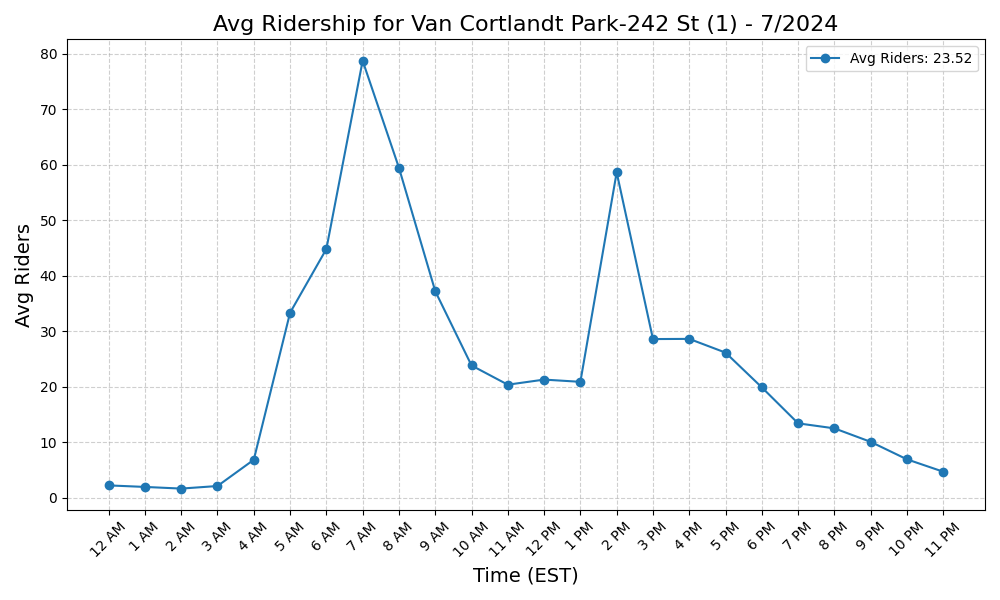 Avg Ridership for Van Cortlandt Park-242 St (1) - 7/2024
Avg Riders: 23.52
Avg Riders
80
70
60
50
40
30
20
10
0
12 AM
1 AM
2 AM
3 AM
4 AM
5 AM
6 AM
7 AM
8 AM
9 AM
10 AM
11 AM
12 PM
1 PM
2 PM
3 PM
4 PM
5 PM
6 PM
7 PM
8 PM
9 PM
10 PM
11 PM
Time (EST)